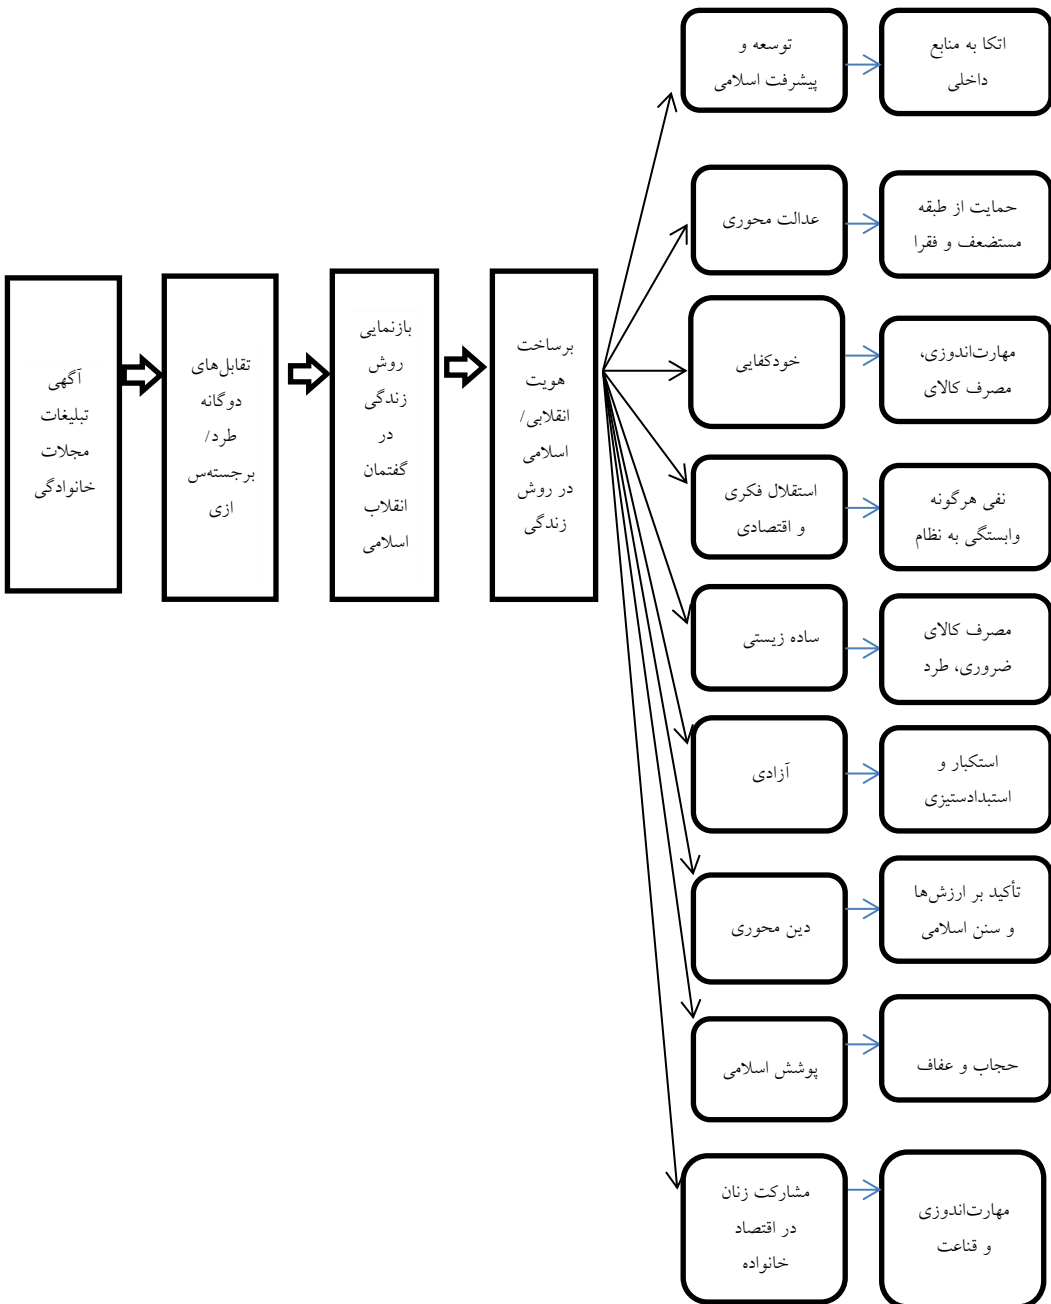 آگهی
تبلیغات
مجلات
خانوادگی
تقابل‌های
دوگانه
طرد/
برجسته‌س
ازی
بازنمایی
روش
زندگی
در
گفتمان
انقلاب
اسلامی
برساخت
هویت
انقلابی/
اسلامی
در روش
زندگی
توسعه و
پیشرفت اسلامی
اتکا به منابع
داخلی
عدالت محوری
حمایت از طبقه
مستضعف و فقرا
خودکفایی
مهارت‌اندوزی،
مصرف کالای
استقلال فکری
و اقتصادی
نفی هرگونه
وابستگی به نظام
ساده زیستی
مصرف کالای
ضروری، طرد
آزادی
استکبار و
استبدادستیزی
دین محوری
تأکید بر ارزش‌ها
و سنن اسلامی
پوشش اسلامی
حجاب و عفاف
مشارکت زنان
در اقتصاد
خانواده
مهارت‌اندوزی
و قناعت